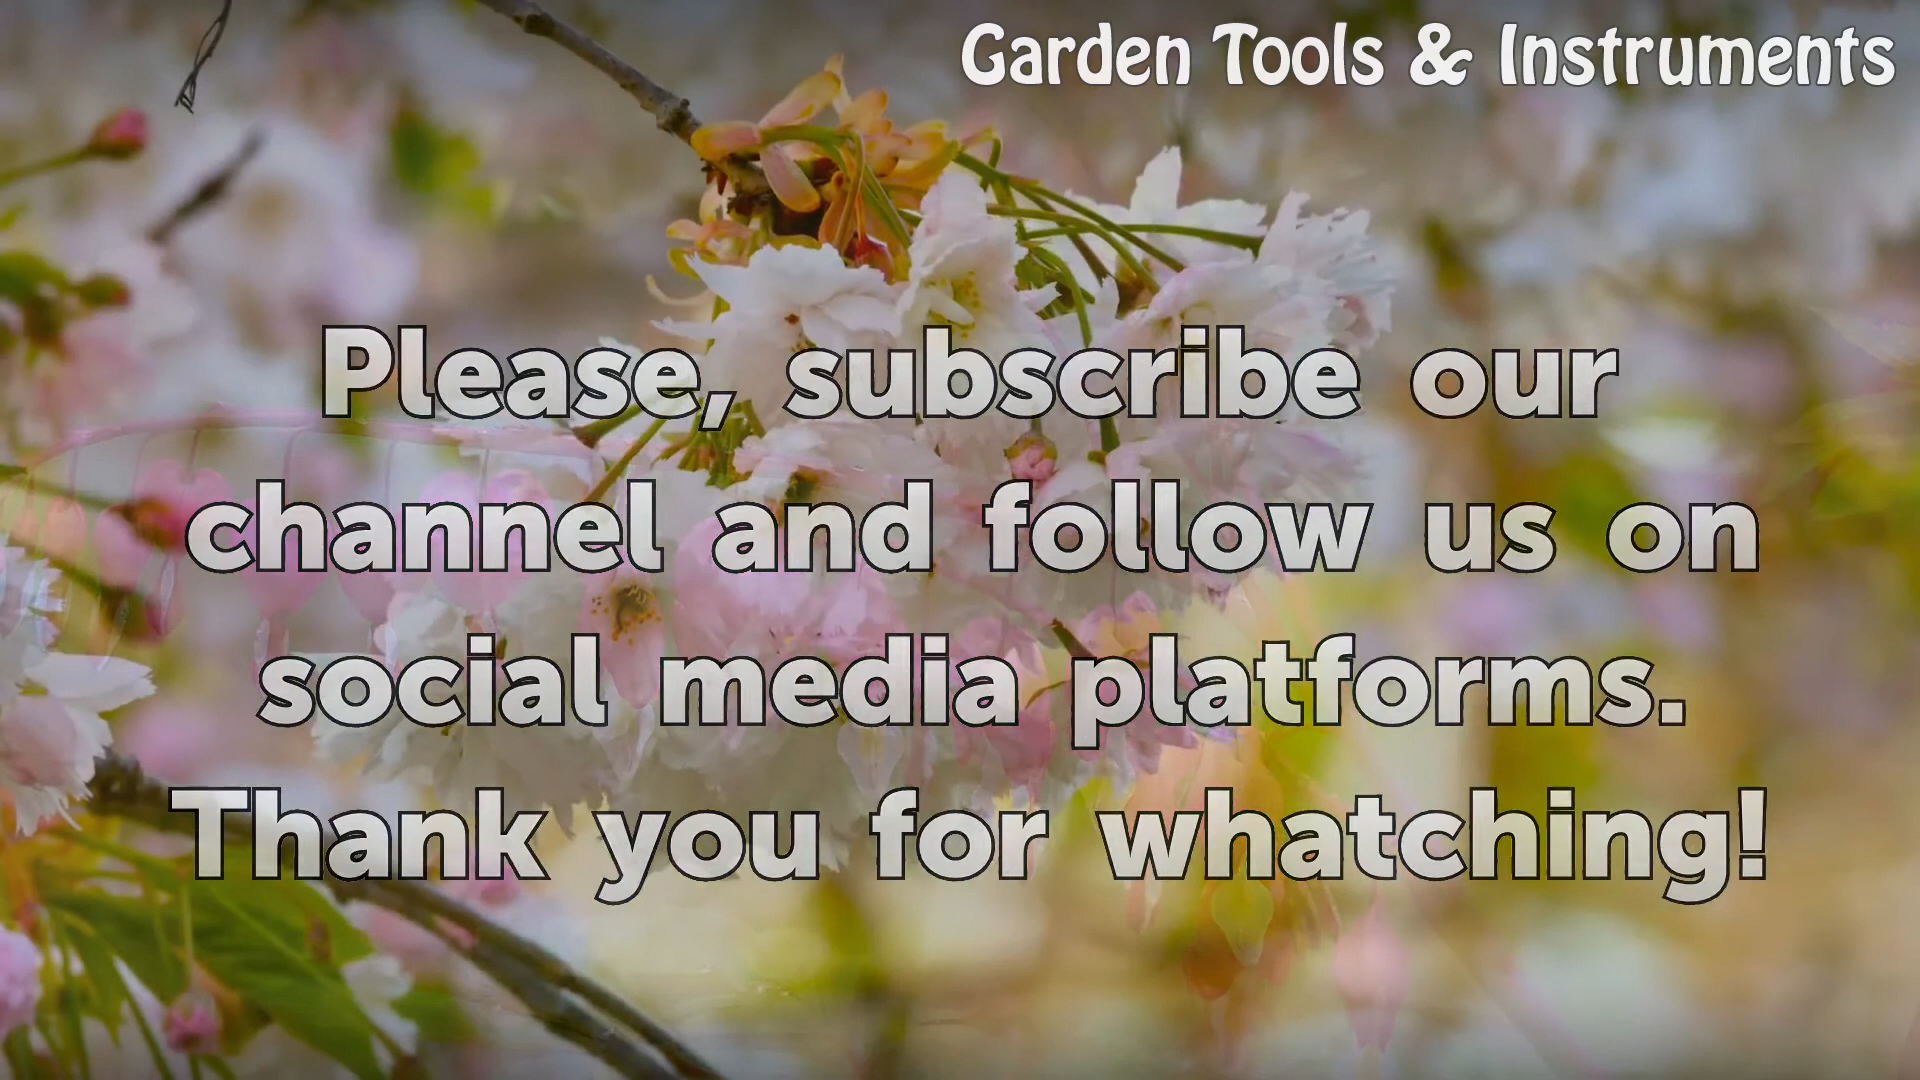 Garden Tools & Instruments
Please, subscribe our
channel and follow us on
social media platforms.
Thank you for whatching!